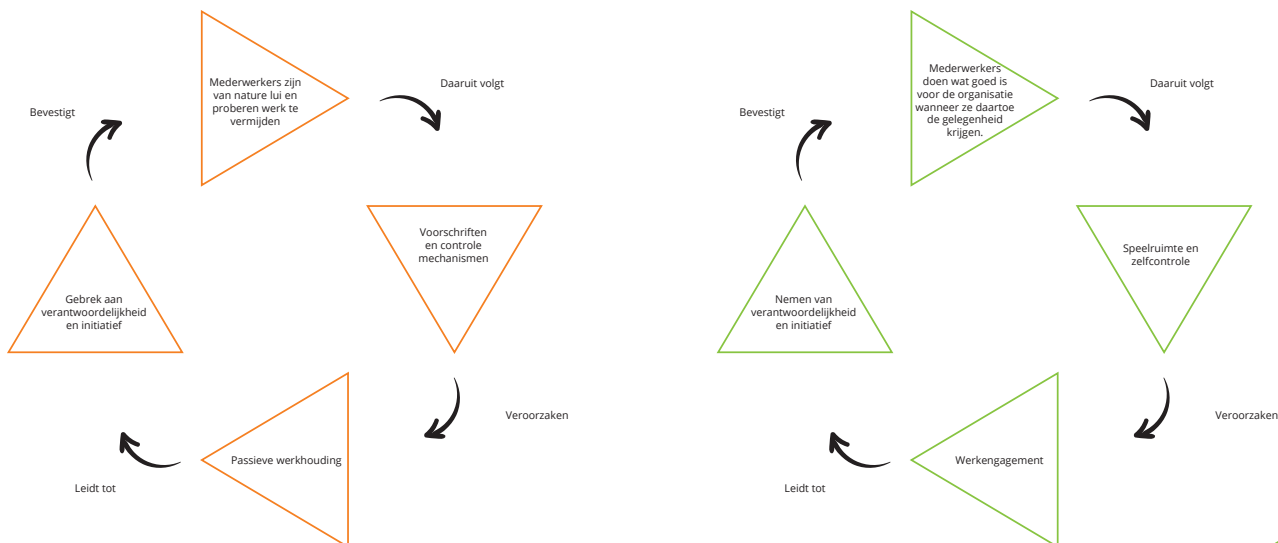 Mederwerkers zijn
van nature lui en
proberen werk te
vermijden
Daaruit volgt
Bevestigt
Voorschriften
en controle
mechanismen
Gebrek aan
verantwoordelijkheid
en initiatief
Veroorzaken
Passieve werkhouding
Leidt tot
Mederwerkers
doen wat goed is
voor de organisatie
wanneer ze daartoe
de gelegenheid
krijgen.
Daaruit volgt
Bevestigt
Speelruimte en
zelfcontrole
Nemen van
verantwoordelijkheid
en initiatief
Veroorzaken
Werkengagement
Leidt tot